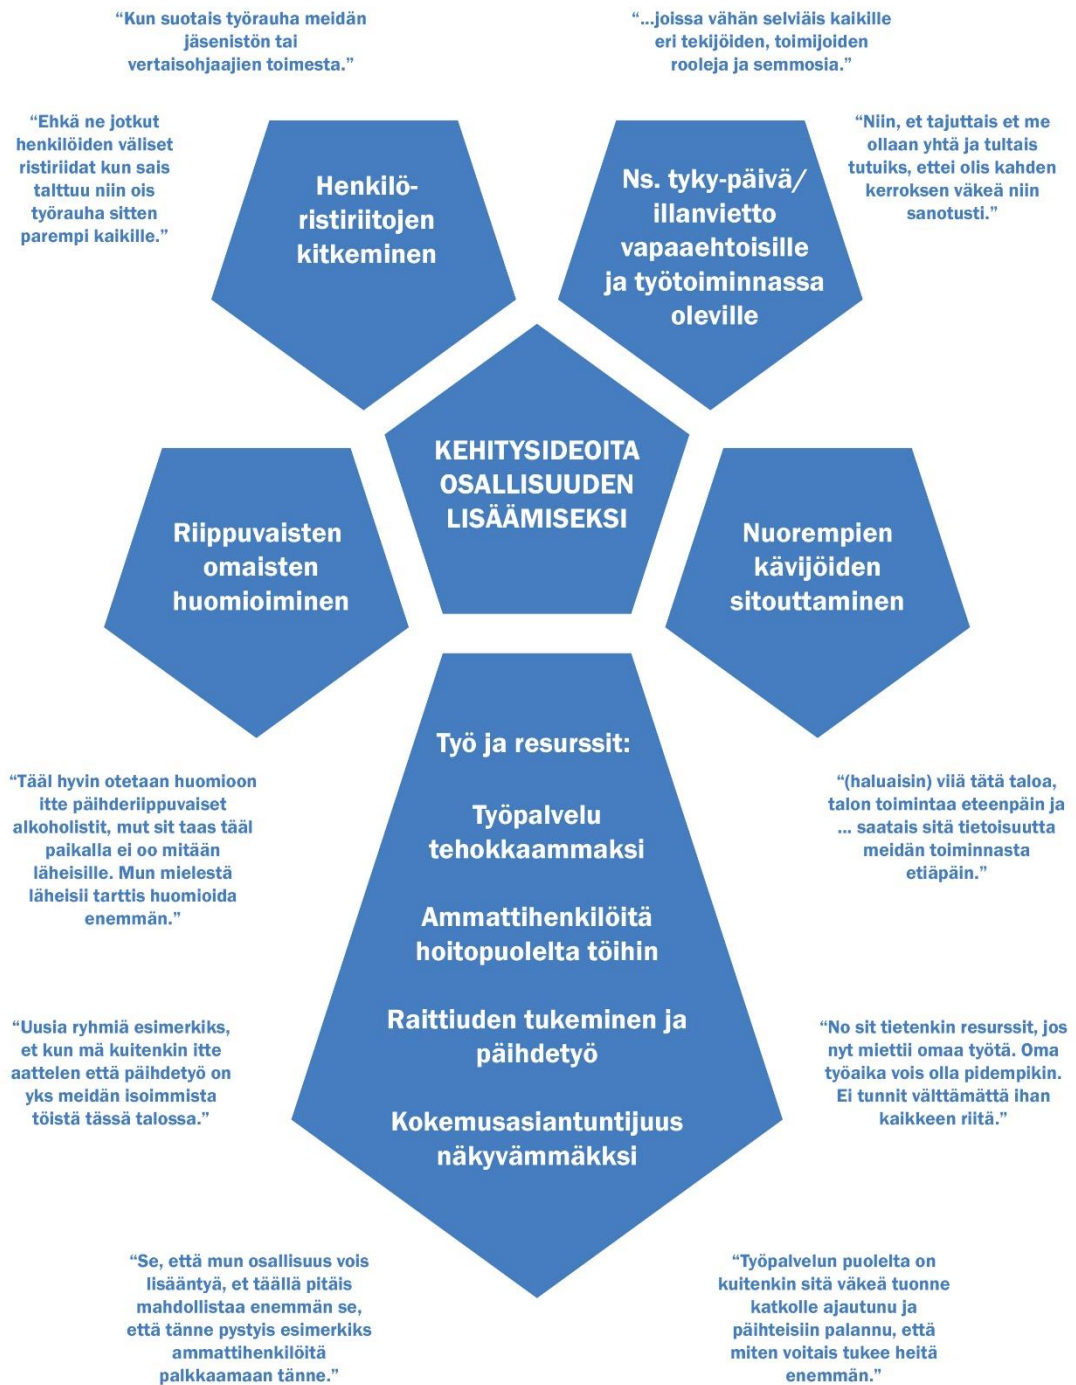 “Kun suotais työrauha meidän
jäsenistön tai
vertaisohjaajien toimesta.”
“...joissa vähän selviäis kaikille
eri tekijöiden, toimijoiden
rooleja ja semmosia.”
“Ehkä ne jotkut
henkilöiden väliset
ristiriidat kun sais
talttuu niin ois
työrauha sitten
parempi kaikille.”
Henkilö-
ristiriitojen
kitkeminen
Ns. tyky-päivä/
illanvietto
vapaaehtoisille
ja työtoiminnassa
oleville
“Niin, et tajuttais et me
ollaan yhtä ja tultais
tutuiks, ettei olis kahden
kerroksen väkeä niin
sanotusti.”
KEHITYSIDEOITA
OSALLISUUDEN
LISÄÄMISEKSI
Riippuvaisten
omaisten
huomioiminen
Nuorempien
kävijöiden
sitouttaminen
Työ ja resurssit:
Työpalvelu
tehokkaammaksi
Ammattihenkilöitä
hoitopuolelta töihin
Raittiuden tukeminen ja
päihdetyö
Kokemusasiantuntijuus
näkyvämmäkksi
“Tääl hyvin otetaan huomioon
itte päihderiippuvaiset
alkoholistit, mut sit taas tääl
paikalla ei oo mitään
läheisille. Mun mielestä
läheisii tarttis huomioida
enemmän.”
“(haluaisin) viiä tätä taloa,
talon toimintaa eteenpäin ja
... saatais sitä tietoisuutta
meidän toiminnasta
etiäpäin.”
“Uusia ryhmiä esimerkiks,
et kun mä kuitenkin itte
aattelen että päihdetyö on
yks meidän isoimmista
töistä tässä talossa.”
“No sit tietenkin resurssit, jos
nyt miettii omaa työtä. Oma
työaika vois olla pidempikin.
Ei tunnit välttämättä ihan
kaikkeen riitä.”
“Se, että mun osallisuus vois
lisääntyä, et täällä pitäis
mahdollistaa enemmän se,
että tänne pystyis esimerkiks
ammattihenkilöitä
palkkaamaan tänne.”
“Työpalvelun puolelta on
kuitenkin sitä väkeä tuonne
katkolle ajautunu ja
päihteisiin palannu, että
miten voitais tukee heitä
enemmän.”